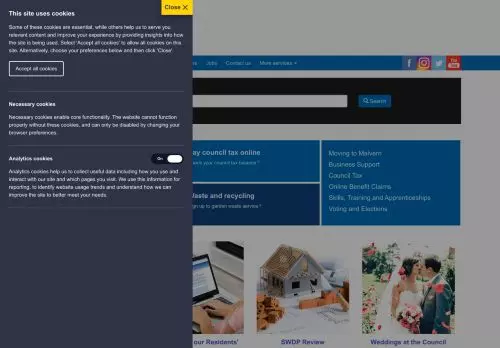 Close ✕
This site uses cookies
Some of these cookies are essential, while others help us to serve you
relevant content and improve your experience by providing insights into
how the site is being used. Select 'Accept all cookies' to allow all cookies on this
site. Alternatively, choose your preferences below and then click 'Close'.
Accept all cookies
Jobs
Contact us
More services
Search
Necessary cookies
Necessary cookies enable core functionality. The website cannot function
properly without these cookies, and can only be disabled by changing your
browser preferences.
Analytics cookies
On
Analytics cookies help us to collect useful data including how you use and
interact with our site and which pages you visit. We use this information for
reporting, to identify website usage trends and understand how we can
improve the site to better meet your needs.
ay council tax online
your council tax balance
Waste and recycling
ign up to garden waste service
Moving to Malvern
Business Support
Council Tax
Online Benefit Claims
Skills, Training and Apprenticeships
Voting and Elections
our Residents'
SWDP Review
Weddings at the Council